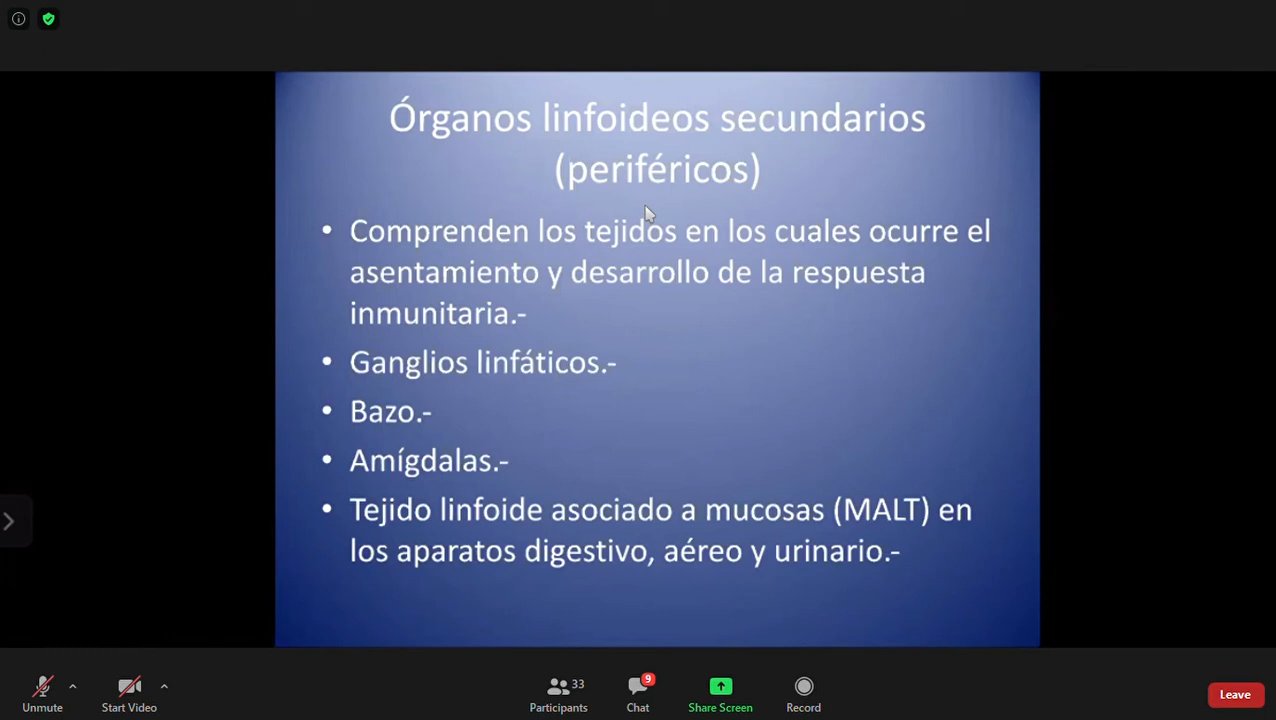 Órganos linfoideos secundarios
(periféricos)
• Comprenden los tejidos en los cuales ocurre el
asentamiento y desarrollo de la respuesta
inmunitaria.-
• Ganglios linfáticos.-
• Bazo.-
• Amígdalas.-
• Tejido linfoide asociado a mucosas (MALT) en
los aparatos digestivo, aéreo y urinario.-
Unmute
Start Video
33
Participants
9
Chat
Share Screen
Record
Leave